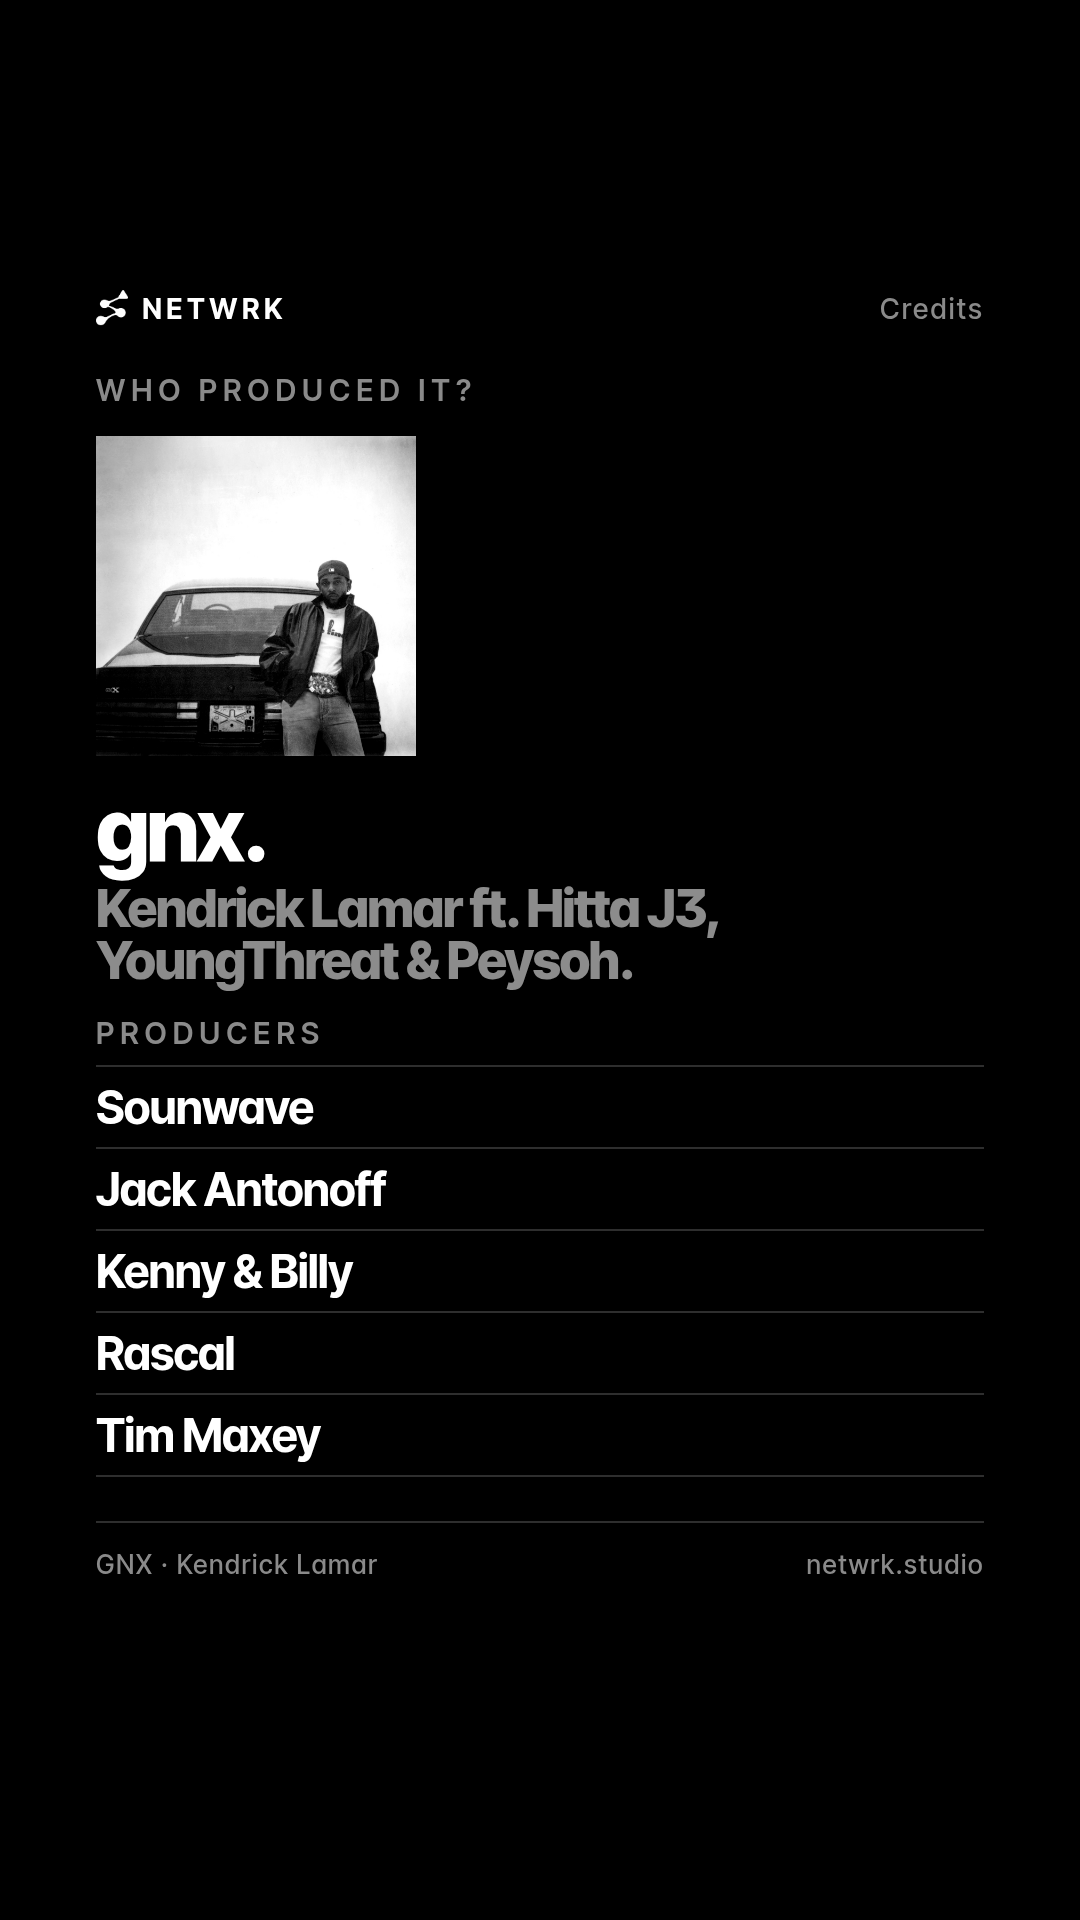 NETWRK
Credits
WHO PRODUCED IT?
gnx.
Kendrick Lamar ft. Hitta J3,
YoungThreat & Peysoh.
PRODUCERS
Sounwave
Jack Antonoff
Kenny & Billy
Rascal
Tim Maxey
GNX · Kendrick Lamar
netwrk.studio